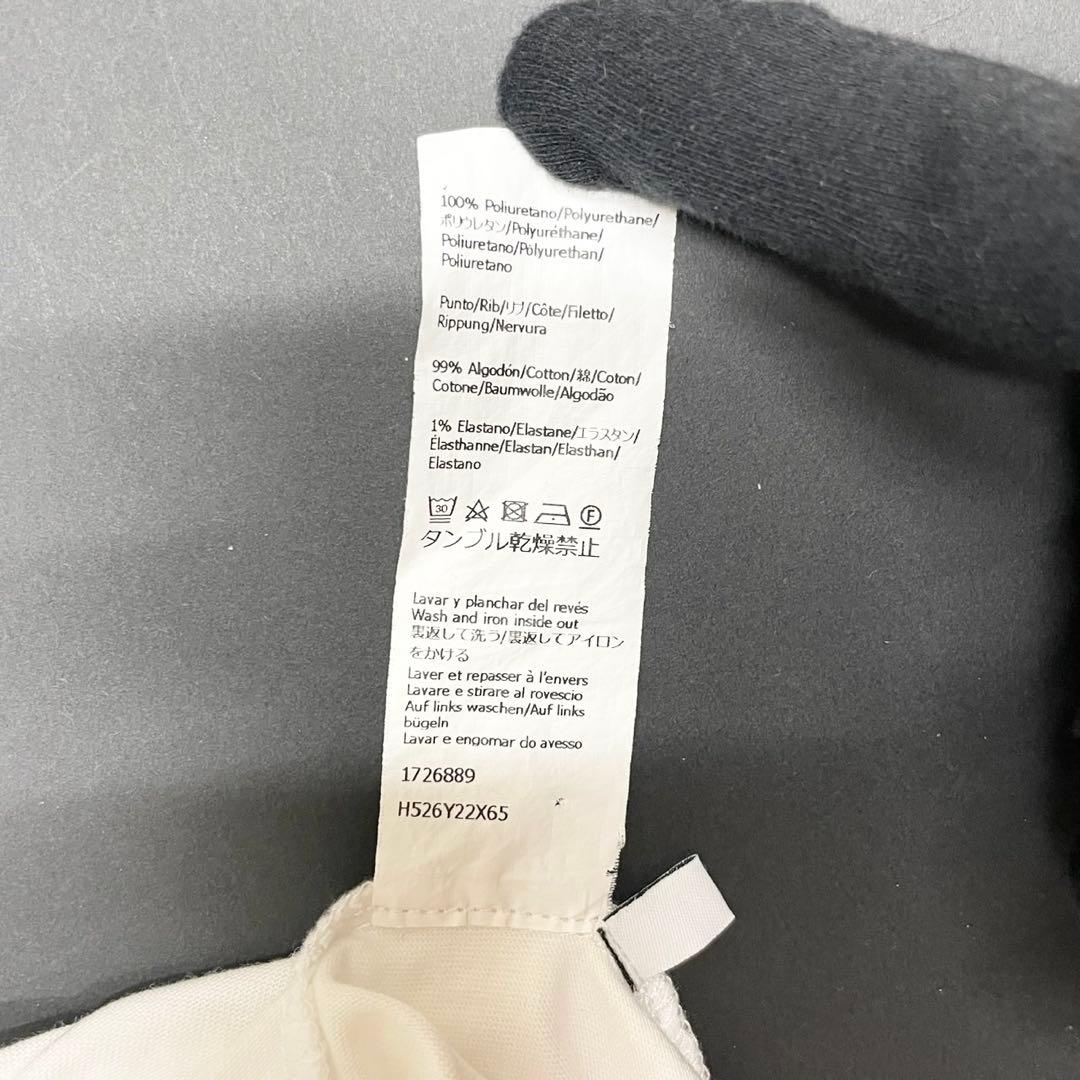 100% Poliuretano/Polyurethane/
ポリウレタン/Polyuréthane/
Poliuretano/Polyurethan/
Poliuretano
Punto/Rib/リブ/Côte/Filetto/
Rippung/Nervura
99% Algodón/Cotton/綿/Coton/
Cotone/Baumwolle/Algodão
1% Elastano/Elastane/エラスタン/
Élasthanne/Elastan/Elasthan/
Elastano
30 F
タンブル乾燥禁止
Lavar y planchar del revés
Wash and iron inside out
裏返して洗う/裏返してアイロン
をかける
Laver et repasser à l'envers
Lavare e stirare al rovescio
Auf links waschen/Auf links
bügeln
Lavar e engomar do avesso
1726889
H526Y22X65